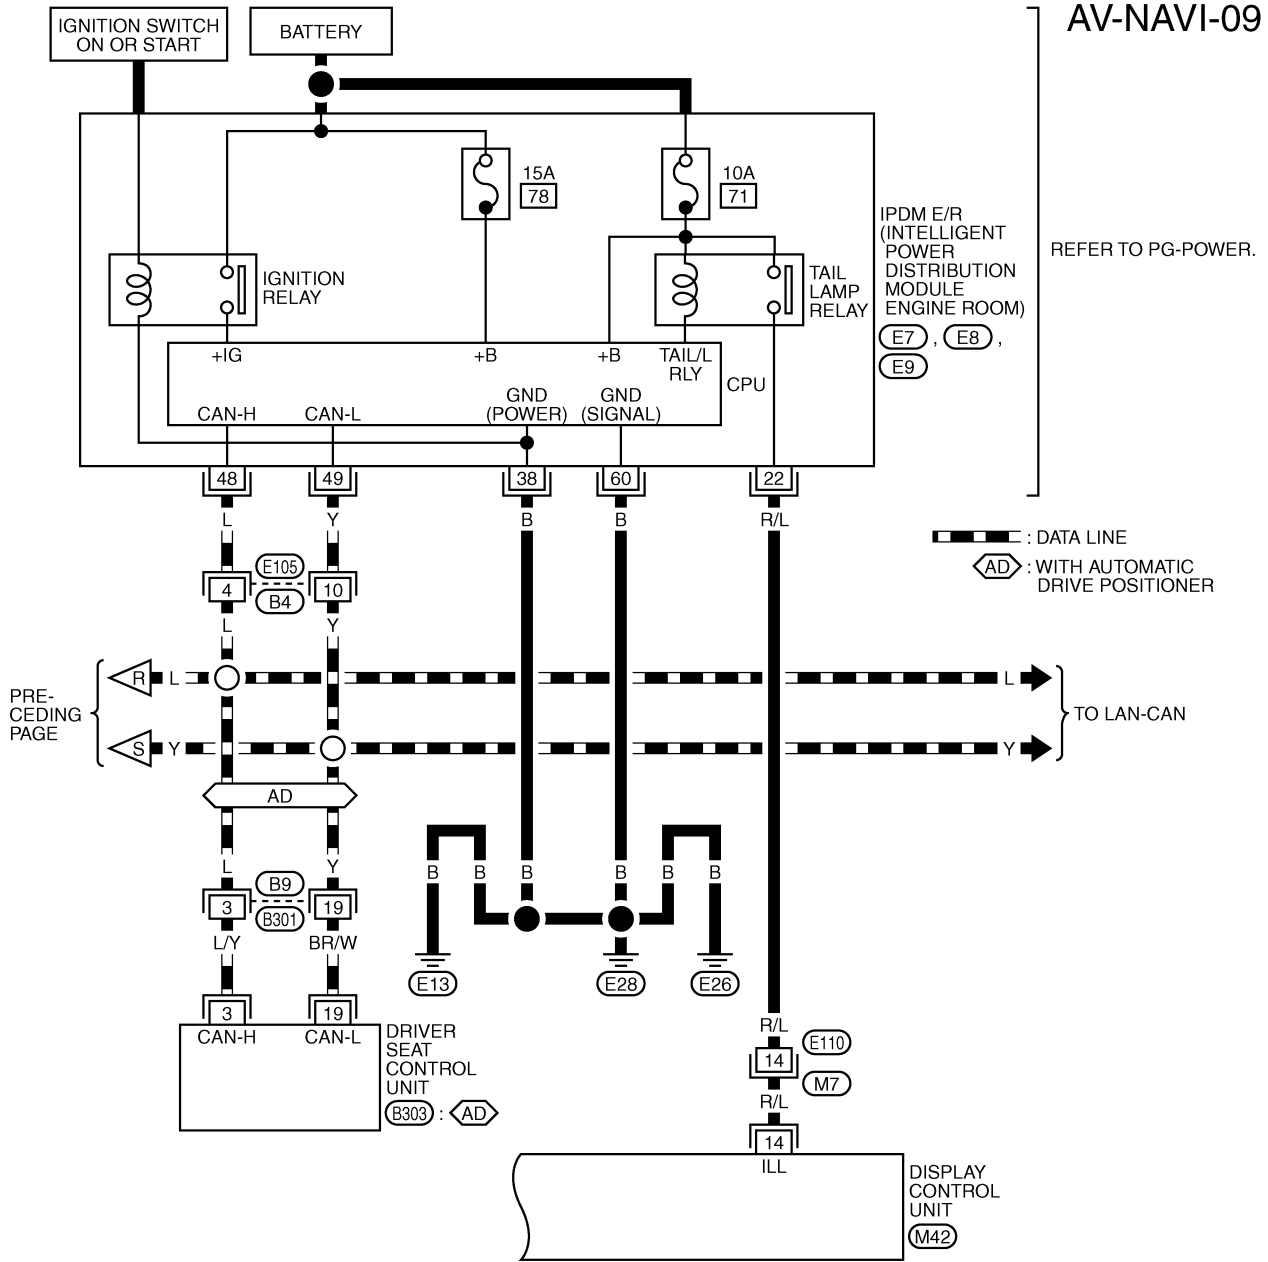 AV-NAVI-09
IGNITION SWITCH
ON OR START
BATTERY
15A
78
10A
71
IPDM E/R
(INTELLIGENT
POWER
DISTRIBUTION
MODULE
ENGINE ROOM)
E7 , E8 ,
E9
REFER TO PG-POWER.
IGNITION
RELAY
TAIL
LAMP
RELAY
+IG
+B
+B
TAIL/L
RLY
CPU
CAN-H
CAN-L
GND
(POWER)
GND
(SIGNAL)
48
49
38
60
22
L
Y
B
B
R/L
: DATA LINE
AD : WITH AUTOMATIC
DRIVE POSITIONER
E105
4
10
B4
L
Y
PRE-
CEDING
PAGE
R
L
L
S
Y
Y
TO LAN-CAN
AD
L
Y
B
B
B
B
B
B
B9
3
19
B301
L/Y
BR/W
E13
E28
E26
3
19
CAN-H
CAN-L
DRIVER
SEAT
CONTROL
UNIT
B303 : AD
R/L
14
E110
M7
R/L
14
ILL
DISPLAY
CONTROL
UNIT
M42